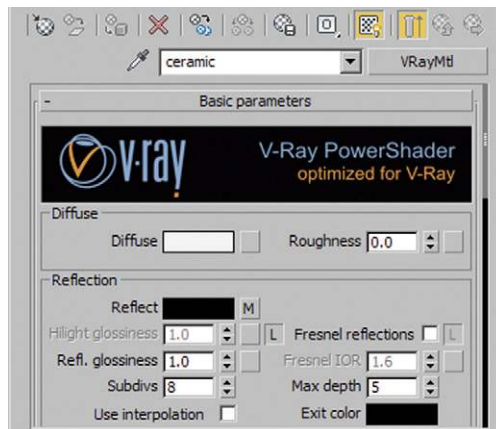 ceramic VRayMtl
- Basic parameters
v·ray V-Ray PowerShader
optimized for V-Ray
Diffuse
Diffuse Roughness 0.0
Reflection
Reflect M
Hilight glossiness 1.0 L Fresnel reflections L
Refl. glossiness 1.0 Fresnel IOR 1.6
Subdivs 8 Max depth 5
Use interpolation Exit color